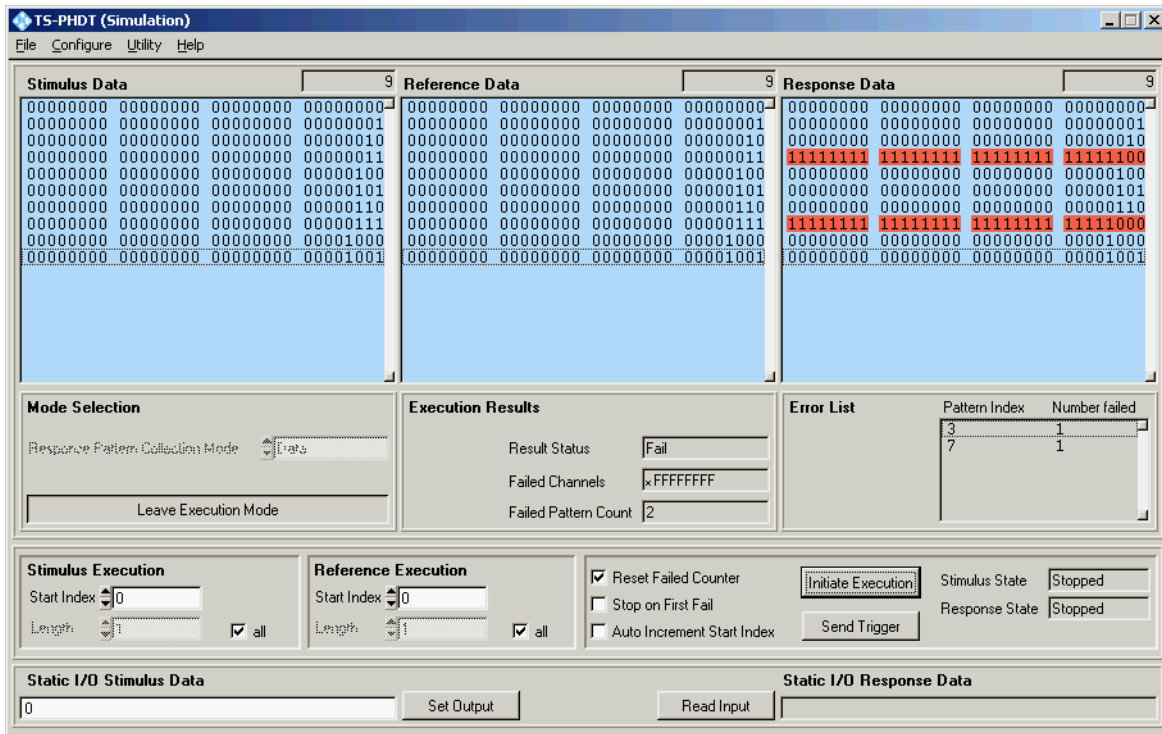 TS-PHDT (Simulation)
File Configure Utility Help
Stimulus Data 9
00000000 00000000 00000000 00000000
00000000 00000000 00000000 00000001
00000000 00000000 00000000 00000010
00000000 00000000 00000000 00000011
00000000 00000000 00000000 00000100
00000000 00000000 00000000 00000101
00000000 00000000 00000000 00000110
00000000 00000000 00000000 00000111
00000000 00000000 00000000 00001000
00000000 00000000 00000000 00001001
Reference Data 9
00000000 00000000 00000000 00000000
00000000 00000000 00000000 00000001
00000000 00000000 00000000 00000010
00000000 00000000 00000000 00000011
00000000 00000000 00000000 00000100
00000000 00000000 00000000 00000101
00000000 00000000 00000000 00000110
00000000 00000000 00000000 00000111
00000000 00000000 00000000 00001000
00000000 00000000 00000000 00001001
Response Data 9
00000000 00000000 00000000 00000000
00000000 00000000 00000000 00000001
00000000 00000000 00000000 00000010
11111111 11111111 11111111 11111100
00000000 00000000 00000000 00000100
00000000 00000000 00000000 00000101
00000000 00000000 00000000 00000110
11111111 11111111 11111111 11111000
00000000 00000000 00000000 00001000
00000000 00000000 00000000 00001001
Mode Selection
Response Pattern Collection Mode Data
Leave Execution Mode
Execution Results
Result Status Fail
Failed Channels xFFFFFFFF
Failed Pattern Count 2
Error List Pattern Index Number failed
3 1
7 1
Stimulus Execution
Start Index 0
Length 1 all
Reference Execution
Start Index 0
Length 1 all
Reset Failed Counter
Stop on First Fail
Auto Increment Start Index
Initiate Execution
Send Trigger
Stimulus State Stopped
Response State Stopped
Static I/O Stimulus Data
0 Set Output
Static I/O Response Data
Read Input